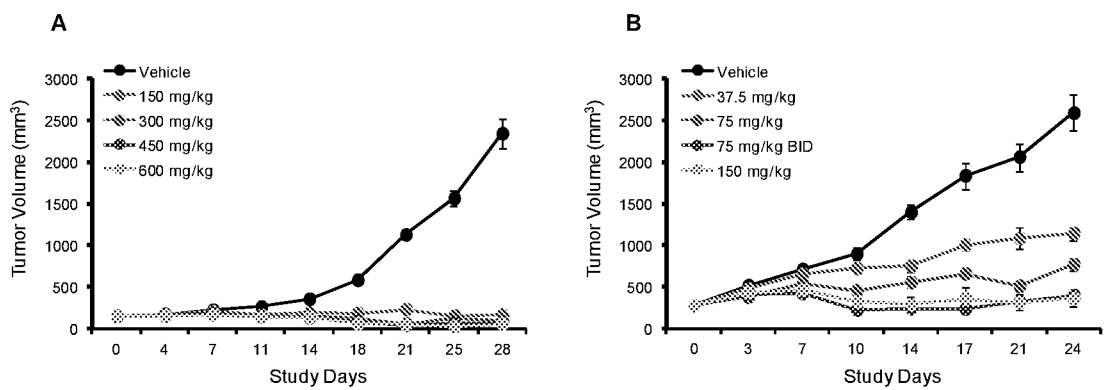 A
Vehicle
150 mg/kg
300 mg/kg
450 mg/kg
600 mg/kg
Tumor Volume (mm³)
3000
2500
2000
1500
1000
500
0
0 4 7 11 14 18 21 25 28
Study Days
B
Vehicle
37.5 mg/kg
75 mg/kg
75 mg/kg BID
150 mg/kg
Tumor Volume (mm³)
3000
2500
2000
1500
1000
500
0
0 3 7 10 14 17 21 24
Study Days